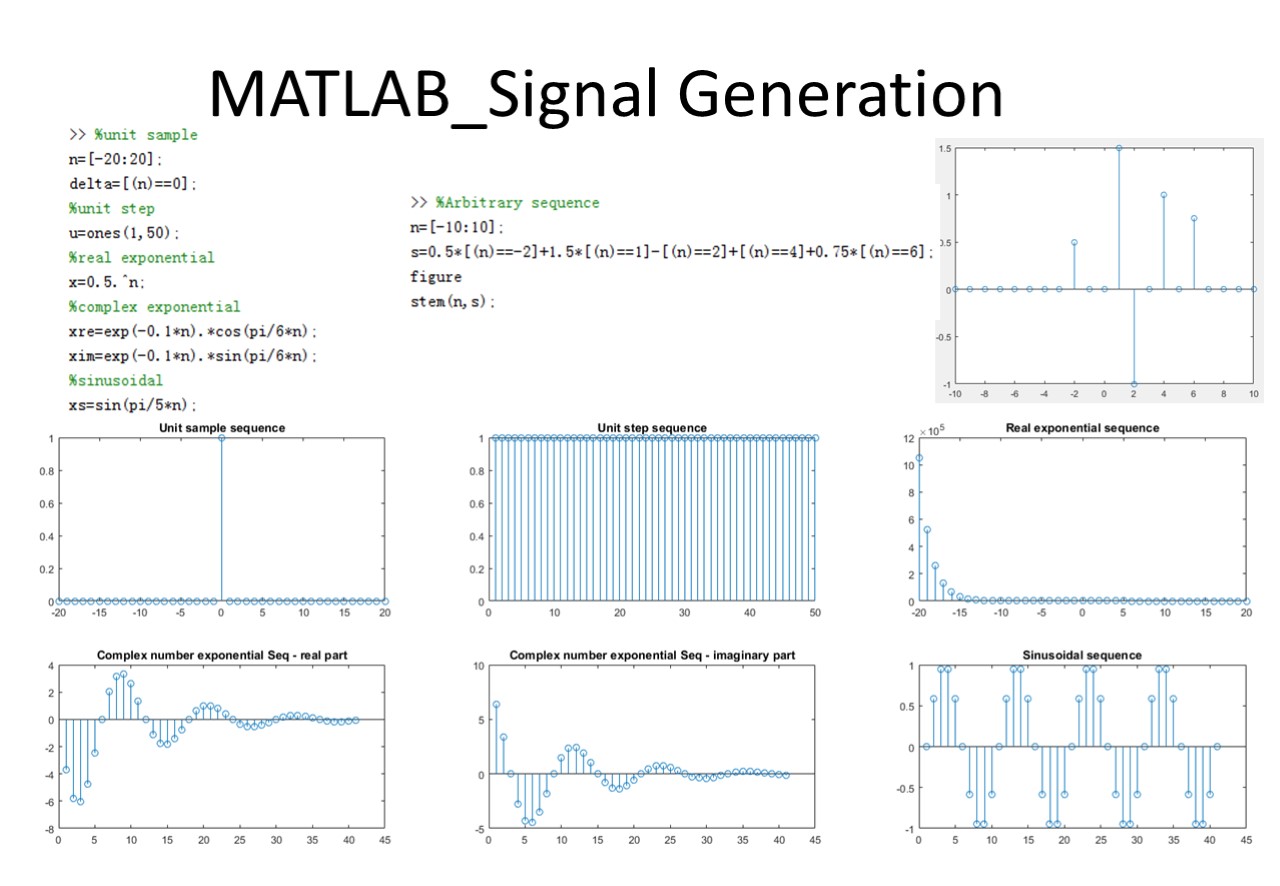 MATLAB_Signal Generation
>> %unit sample
n=[-20:20];
delta=[(n)==0];
%unit step
u=ones(1,50);
%real exponential
x=0.5.^n;
%complex exponential
xre=exp(-0.1*n).*cos(pi/6*n);
xim=exp(-0.1*n).*sin(pi/6*n);
%sinusoidal
xs=sin(pi/5*n);
>> %Arbitrary sequence
n=[-10:10];
s=0.5*[(n)==-2]+1.5*[(n)==1]-[(n)==2]+[(n)==4]+0.75*[(n)==6];
figure
stem(n,s);
1.5
1
0.5
0
-0.5
-1
-10 -8 -6 -4 -2 0 2 4 6 8 10
Unit sample sequence
1
0.8
0.6
0.4
0.2
0
-20 -15 -10 -5 0 5 10 15 20
Unit step sequence
1
0.8
0.6
0.4
0.2
0
0 10 20 30 40 50
Real exponential sequence
×10^5
12
10
8
6
4
2
0
-20 -15 -10 -5 0 5 10 15 20
Complex number exponential Seq - real part
4
2
0
-2
-4
-6
-8
0 5 10 15 20 25 30 35 40 45
Complex number exponential Seq - imaginary part
10
5
0
-5
0 5 10 15 20 25 30 35 40 45
Sinusoidal sequence
1
0.5
0
-0.5
-1
0 5 10 15 20 25 30 35 40 45